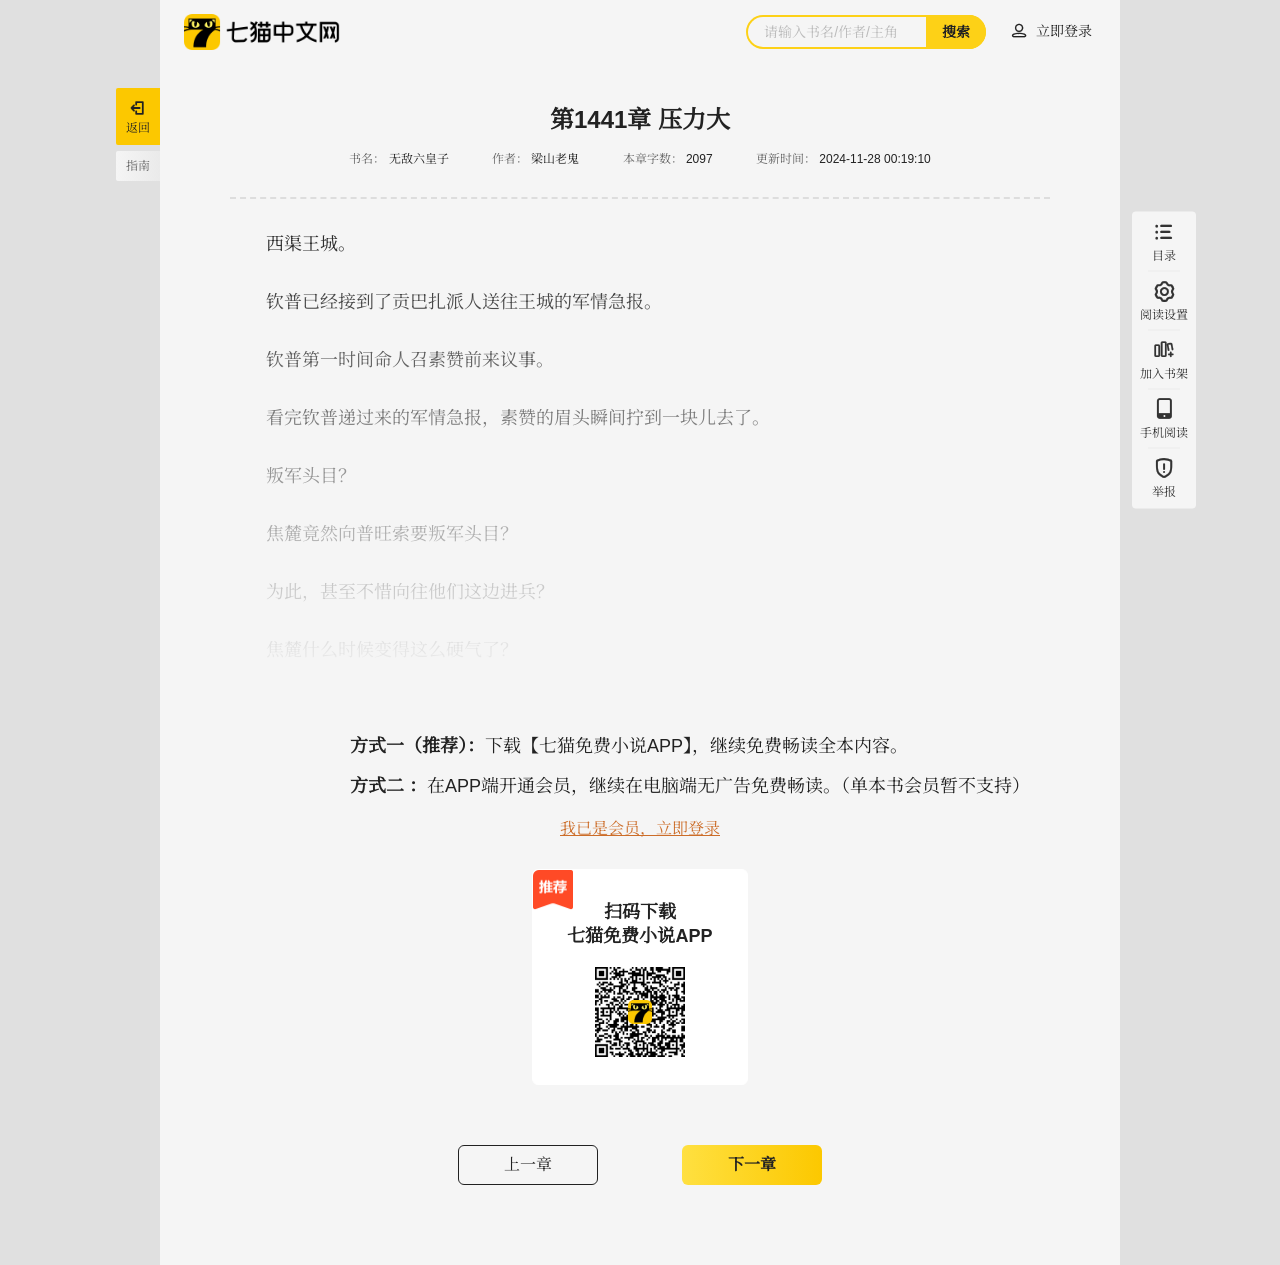 七猫中文网
请输入书名/作者/主角
搜索
立即登录
返回
指南
第1441章 压力大
书名： 无敌六皇子 作者： 梁山老鬼 本章字数： 2097 更新时间： 2024-11-28 00:19:10
西渠王城。
钦普已经接到了贡巴扎派人送往王城的军情急报。
钦普第一时间命人召素赞前来议事。
看完钦普递过来的军情急报，素赞的眉头瞬间拧到一块儿去了。
叛军头目？
焦麓竟然向普旺索要叛军头目？
为此，甚至不惜向往他们这边进兵？
焦麓什么时候变得这么硬气了？
目录
阅读设置
加入书架
手机阅读
举报
方式一（推荐）：下载【七猫免费小说APP】，继续免费畅读全本内容。
方式二 ：在APP端开通会员，继续在电脑端无广告免费畅读。（单本书会员暂不支持）
我已是会员，立即登录
推荐
扫码下载
七猫免费小说APP
上一章
下一章